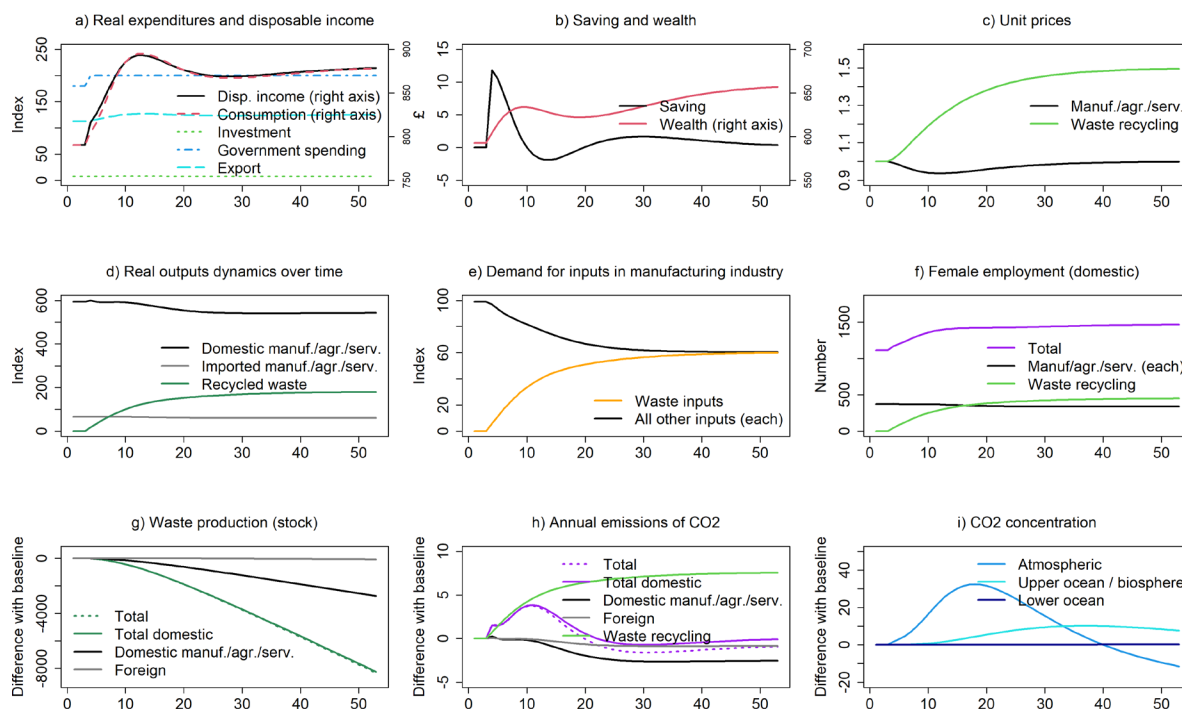 a) Real expenditures and disposable income
Index
250
150
50
0
900
850
800
750
Disp. income (right axis)
Consumption (right axis)
Investment
Government spending
Export
0 10 20 30 40 50
b) Saving and wealth
£
15
10
5
0
-5
700
650
600
550
Saving
Wealth (right axis)
0 10 20 30 40 50
c) Unit prices
1.5
1.3
1.1
0.9
Manuf./agr./serv.
Waste recycling
0 10 20 30 40 50
d) Real outputs dynamics over time
Index
600
400
200
0
Domestic manuf./agr./serv.
Imported manuf./agr./serv.
Recycled waste
0 10 20 30 40 50
e) Demand for inputs in manufacturing industry
Index
100
60
20
0
Waste inputs
All other inputs (each)
0 10 20 30 40 50
f) Female employment (domestic)
Number
1500
500
0
Total
Manuf/agr./serv. (each)
Waste recycling
0 10 20 30 40 50
g) Waste production (stock)
Difference with baseline
0
-4000
-8000
Total
Total domestic
Domestic manuf./agr./serv.
Foreign
0 10 20 30 40 50
h) Annual emissions of CO2
Difference with baseline
10
5
0
-5
Total
Total domestic
Domestic manuf./agr./serv.
Foreign
Waste recycling
0 10 20 30 40 50
i) CO2 concentration
Difference with baseline
40
20
0
-20
Atmospheric
Upper ocean / biosphere
Lower ocean
0 10 20 30 40 50